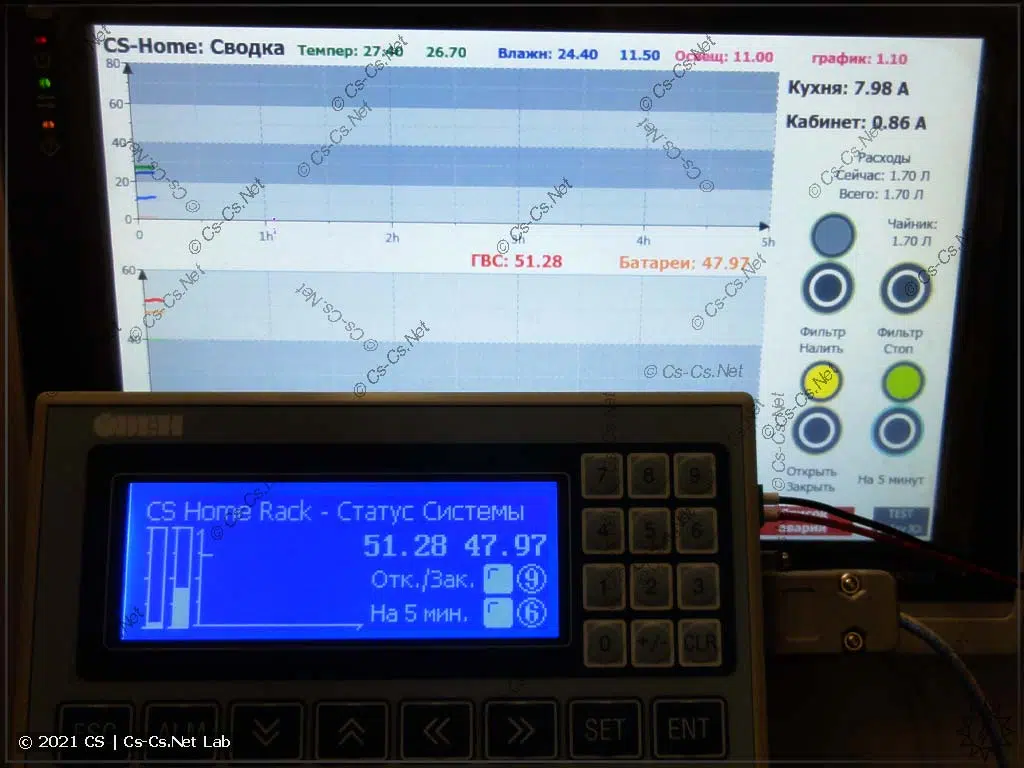 CS-Home: Сводка Темпер: 27.40 26.70 Влажн: 24.40 11.50 Освещ: 11.00 график: 1.10
80
60
40
20
0
0 1h 2h 3h 4h 5h
Кухня: 7.98 А
Кабинет: 0.86 А
Расходы
Сейчас: 1.70 Л
Всего: 1.70 Л
Чайник:
1.70 Л
ГВС: 51.28 Батареи: 47.97
60
40
Фильтр Налить
Фильтр Стоп
Открыть Закрыть
На 5 минут
Список аварий
TEST
ОВЕН
CS Home Rack - Статус Системы
51.28 47.97
Отк./Зак. 9
На 5 мин. 6
7 8 9
4 5 6
1 2 3
0 +/- CLR
ESC ALM SET ENT
© Cs-Cs.Net
© 2021 CS | Cs-Cs.Net Lab